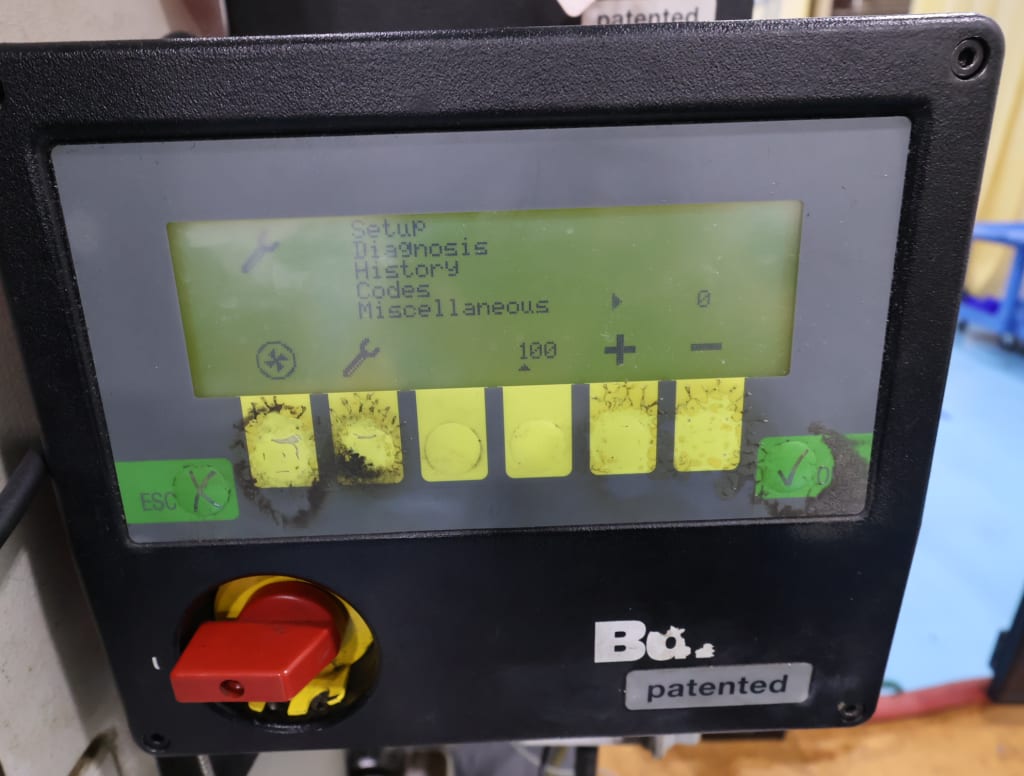 patented
Setup
Diagnosis
History
Codes
Miscellaneous 0
100
ESC
patented